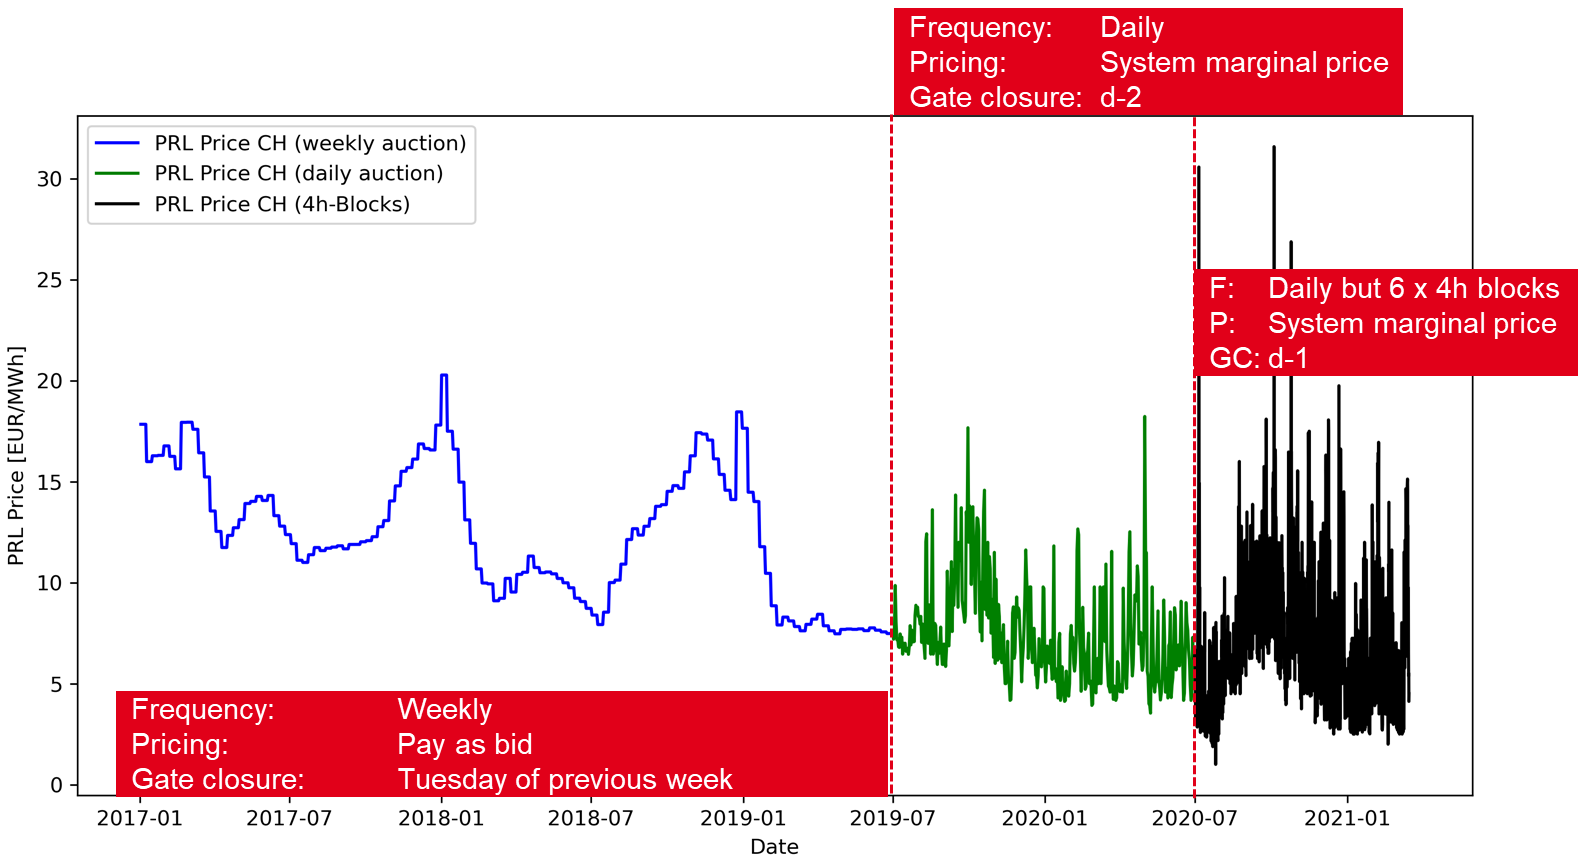 Frequency: Daily
Pricing: System marginal price
Gate closure: d-2
PRL Price CH (weekly auction)
PRL Price CH (daily auction)
PRL Price CH (4h-Blocks)
F: Daily but 6 x 4h blocks
P: System marginal price
GC: d-1
Frequency: Weekly
Pricing: Pay as bid
Gate closure: Tuesday of previous week
PRL Price [EUR/MWh]
30
25
20
15
10
5
0
2017-01 2017-07 2018-01 2018-07 2019-01 2019-07 2020-01 2020-07 2021-01
Date